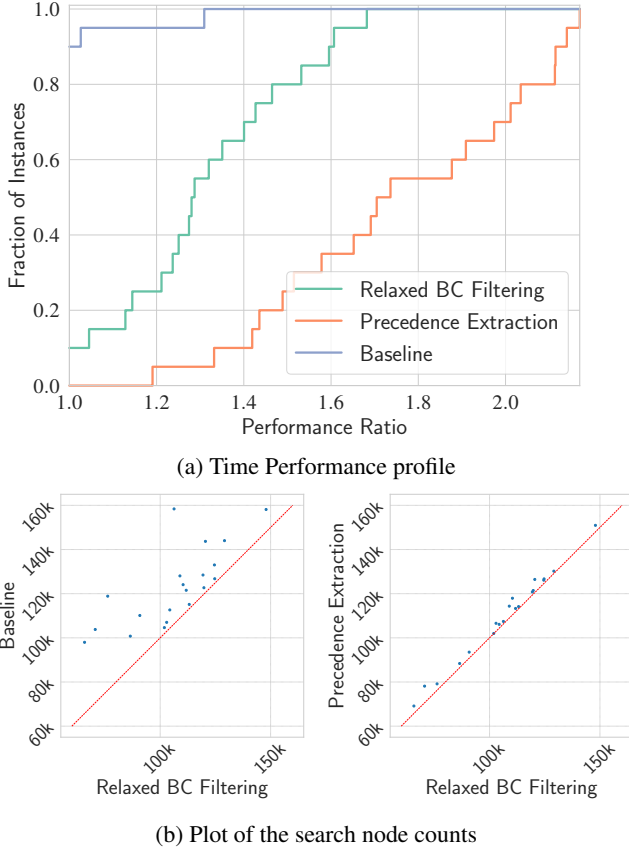 1.0
0.8
0.6
0.4
0.2
0.0
Fraction of Instances
Relaxed BC Filtering
Precedence Extraction
Baseline
1.0 1.2 1.4 1.6 1.8 2.0
Performance Ratio
(a) Time Performance profile
160k
140k
120k
100k
80k
60k
Baseline
100k 150k
Relaxed BC Filtering
160k
140k
120k
100k
80k
60k
Precedence Extraction
100k 150k
Relaxed BC Filtering
(b) Plot of the search node counts